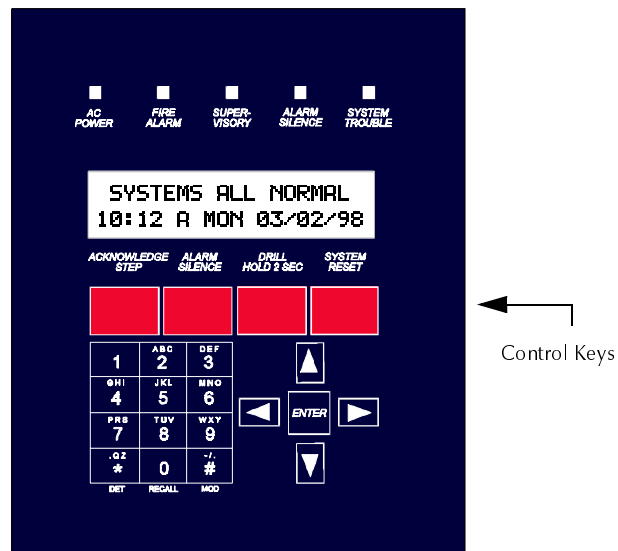 AC POWER
FIRE ALARM
SUPER-VISORY
ALARM SILENCE
SYSTEM TROUBLE
SYSTEMS ALL NORMAL
10:12 A MON 03/02/98
ACKNOWLEDGE STEP
ALARM SILENCE
DRILL HOLD 2 SEC
SYSTEM RESET
Control Keys
1
ABC 2
DEF 3
GHI 4
JKL 5
MNO 6
PRS 7
TUV 8
WXY 9
.QZ *
0
-/. #
DET
RECALL
MOD
ENTER